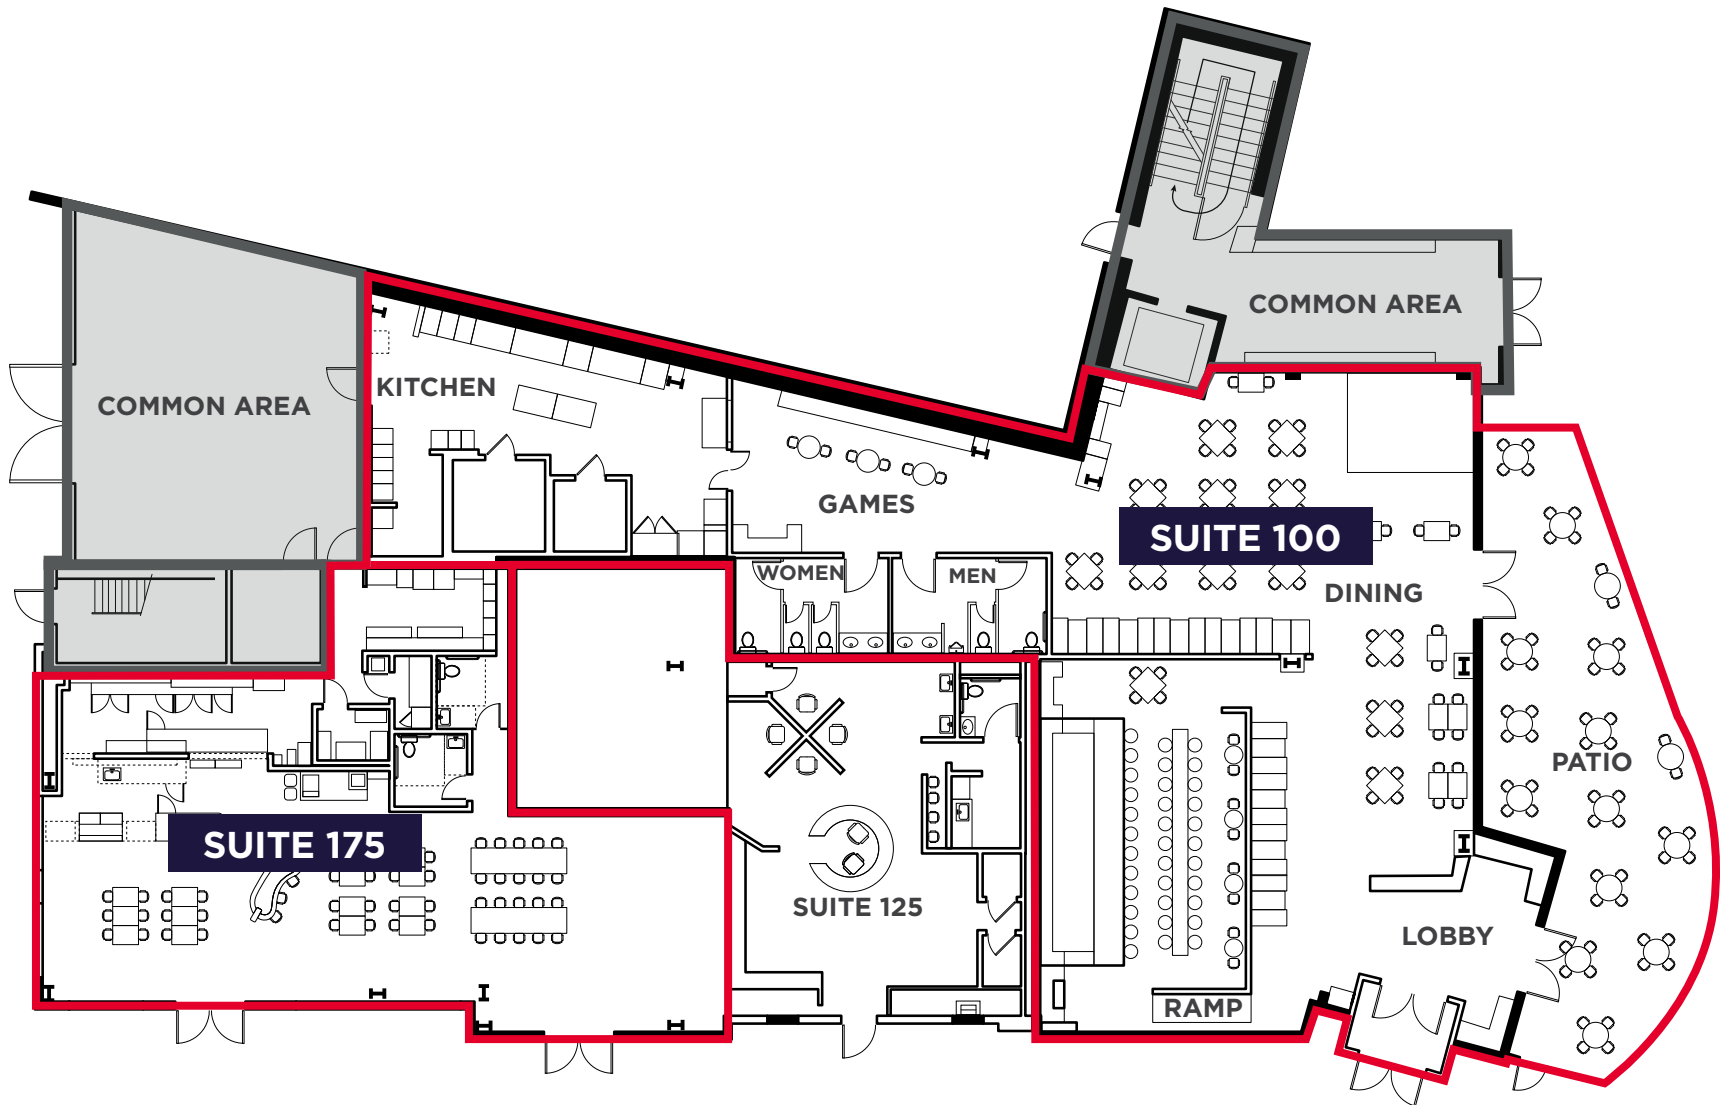 COMMON AREA
KITCHEN
COMMON AREA
GAMES
SUITE 100
WOMEN
MEN
DINING
PATIO
SUITE 175
SUITE 125
LOBBY
RAMP